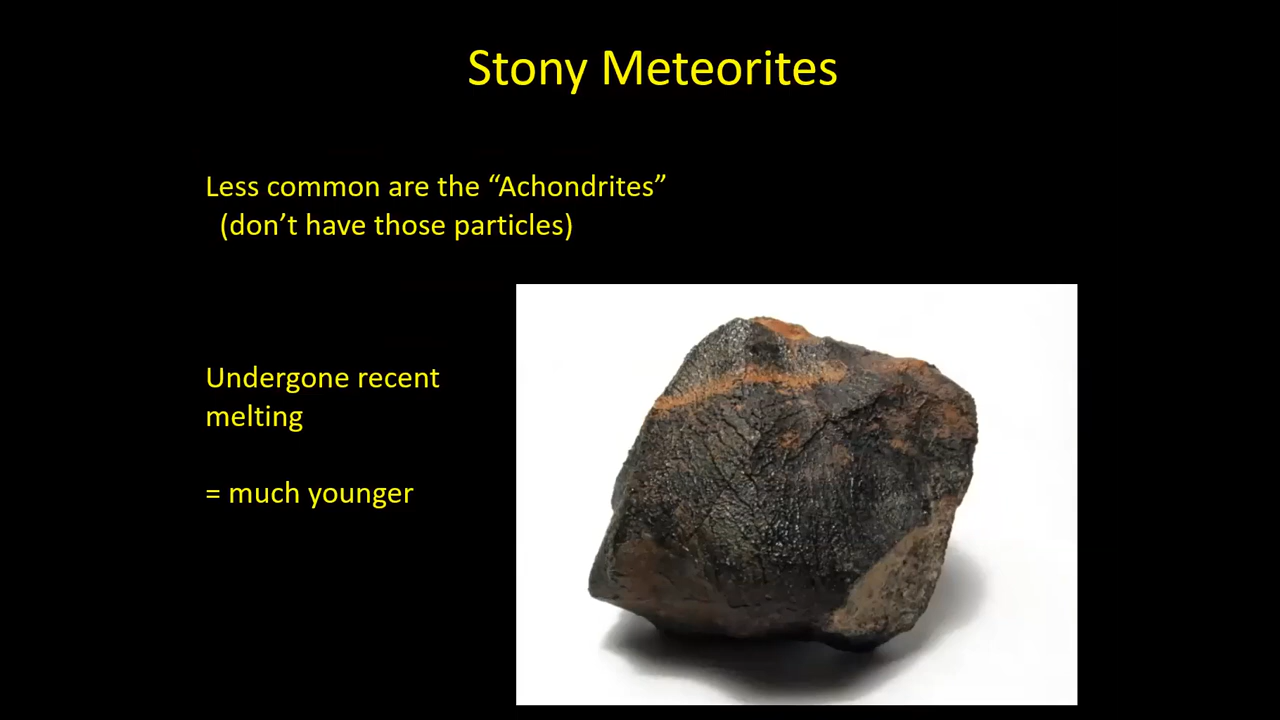 Stony Meteorites
Less common are the “Achondrites”
(don’t have those particles)
Undergone recent
melting
= much younger